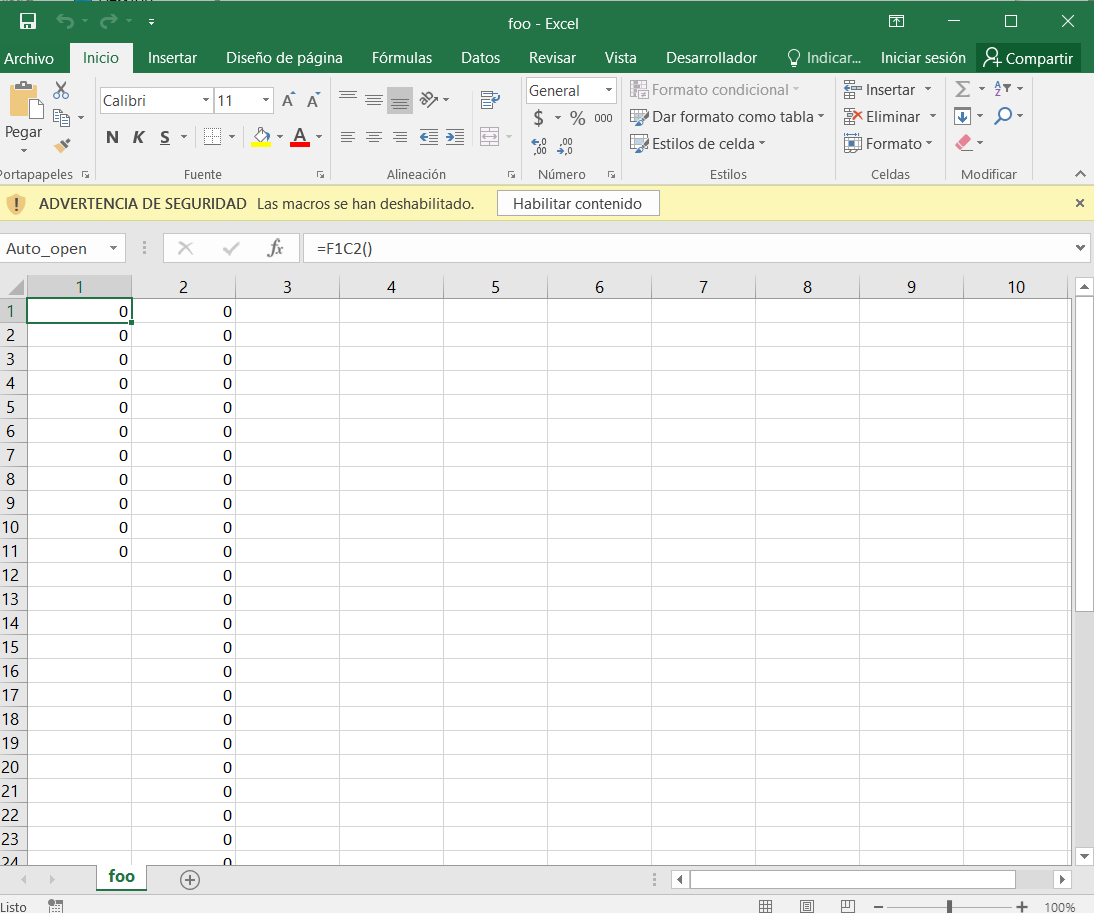 foo - Excel
Archivo Inicio Insertar Diseño de página Fórmulas Datos Revisar Vista Desarrollador Indicar... Iniciar sesión Compartir
Calibri 11 General Formato condicional Insertar
Pegar $ % 000 Dar formato como tabla Eliminar
N K S A Estilos de celda Formato
Portapapeles Fuente Alineación Número Estilos Celdas Modificar
ADVERTENCIA DE SEGURIDAD Las macros se han deshabilitado. Habilitar contenido
Auto_open fx =F1C2()
1 2 3 4 5 6 7 8 9 10
1 0 0
2 0 0
3 0 0
4 0 0
5 0 0
6 0 0
7 0 0
8 0 0
9 0 0
10 0 0
11 0 0
12 0
13 0
14 0
15 0
16 0
17 0
18 0
19 0
20 0
21 0
22 0
23 0
24 0
foo
Listo 100%